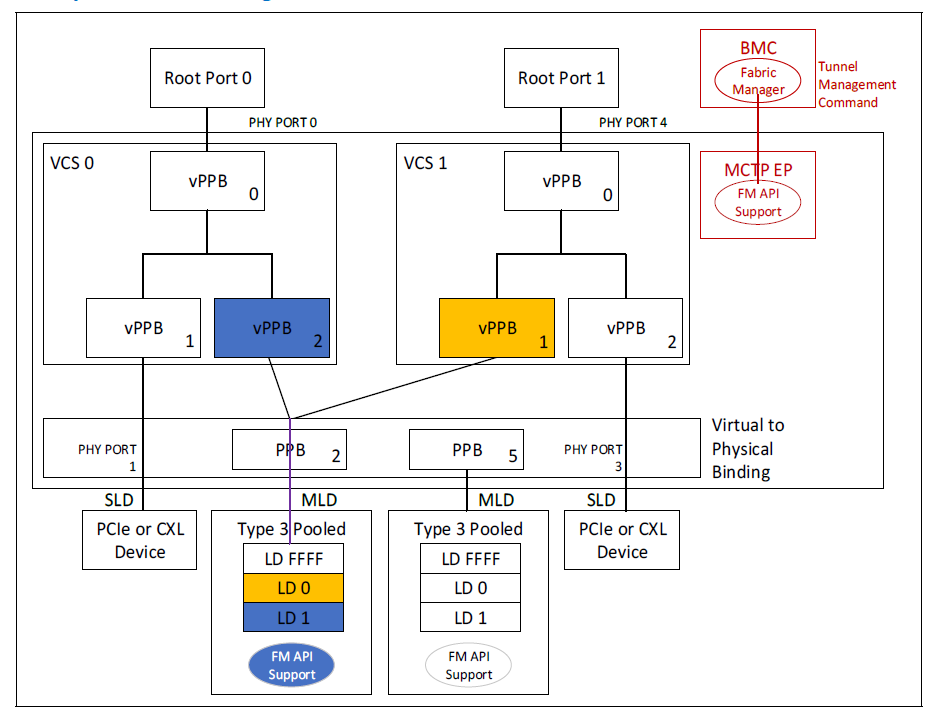 Root Port 0
Root Port 1
BMC
Fabric
Manager
Tunnel
Management
Command
PHY PORT 0
PHY PORT 4
VCS 0
vPPB
0
VCS 1
vPPB
0
MCTP EP
FM API
Support
vPPB
1
vPPB
2
vPPB
1
vPPB
2
PHY PORT
1
PPB
2
PPB
5
PHY PORT
3
Virtual to
Physical
Binding
SLD
MLD
MLD
SLD
PCIe or CXL
Device
Type 3 Pooled
LD FFFF
LD 0
LD 1
FM API
Support
Type 3 Pooled
LD FFFF
LD 0
LD 1
FM API
Support
PCIe or CXL
Device